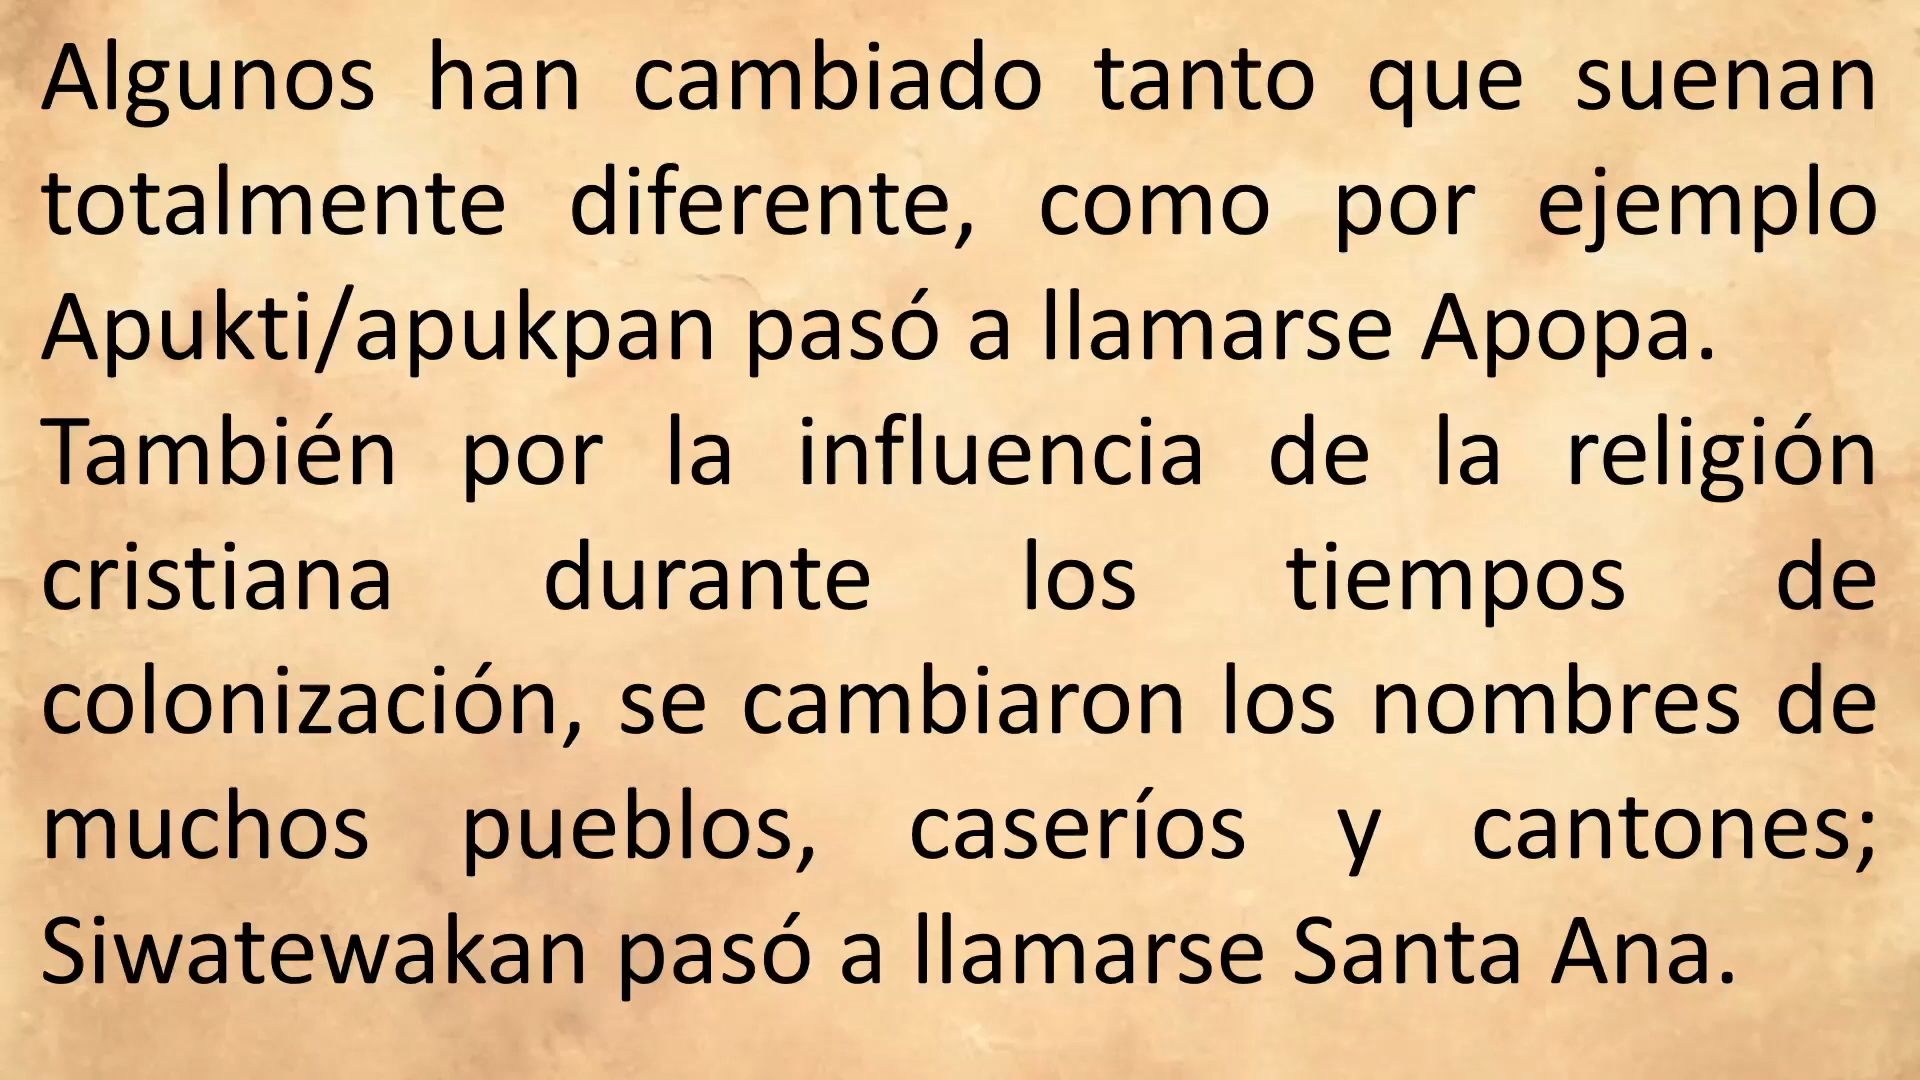 Algunos han cambiado tanto que suenan
totalmente diferente, como por ejemplo
Apukti/apukpan pasó a llamarse Apopa.
También por la influencia de la religión
cristiana durante los tiempos de
colonización, se cambiaron los nombres de
muchos pueblos, caseríos y cantones;
Siwatewakan pasó a llamarse Santa Ana.